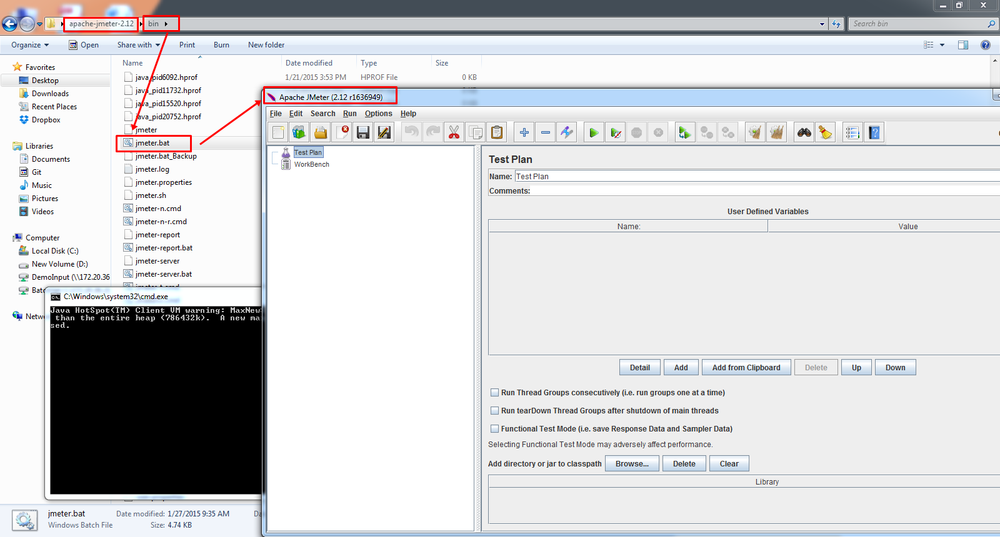 apache-jmeter-2.12
bin
Search bin
Organize
Open
Share with
Print
Burn
New folder
Name
Date modified
Type
Size
Favorites
Desktop
Downloads
Recent Places
Dropbox
Libraries
Documents
Git
Music
Pictures
Videos
Computer
Local Disk (C:)
New Volume (D:)
DemoInput (\\172.20.36
java_pid6092.hprof
1/21/2015 3:53 PM
HPROF File
0 KB
java_pid11732.hprof
java_pid15520.hprof
java_pid20752.hprof
jmeter
jmeter.bat
jmeter.bat_Backup
jmeter.log
jmeter.properties
jmeter.sh
jmeter-n.cmd
jmeter-n-r.cmd
jmeter-report
jmeter-report.bat
jmeter-server
jmeter-server.bat
C:\Windows\system32\cmd.exe
Java HotSpot(TM) Client VM warning: MaxNew
than the entire heap (786432k). A new ma
sed.
Apache JMeter (2.12 r1636949)
File
Edit
Search
Run
Options
Help
Test Plan
WorkBench
Test Plan
Name: Test Plan
Comments:
User Defined Variables
Name:
Value
Detail
Add
Add from Clipboard
Delete
Up
Down
Run Thread Groups consecutively (i.e. run groups one at a time)
Run tearDown Thread Groups after shutdown of main threads
Functional Test Mode (i.e. save Response Data and Sampler Data)
Selecting Functional Test Mode may adversely affect performance.
Add directory or jar to classpath
Browse...
Delete
Clear
Library
jmeter.bat
Date modified: 1/27/2015 9:35 AM
Windows Batch File
Size: 4.74 KB